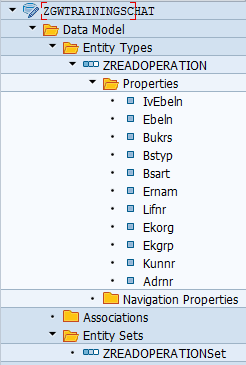 ZGWTRAININGSCHAT
Data Model
Entity Types
ZREADOPERATION
Properties
IvEbeln
Ebeln
Bukrs
Bstyp
Bsart
Ernam
Lifnr
Ekorg
Ekgrp
Kunnr
Adrnr
Navigation Properties
Associations
Entity Sets
ZREADOPERATIONSet